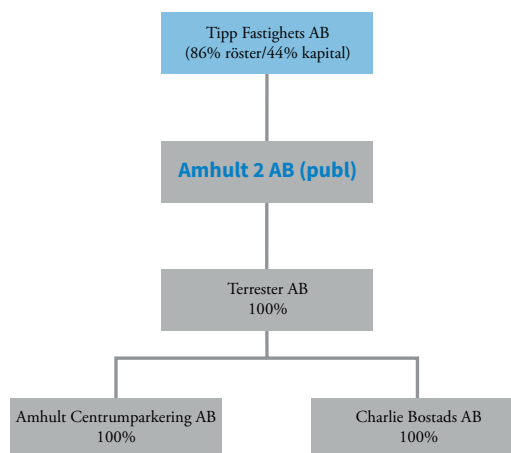 Tipp Fastighets AB
(86% röster/44% kapital)
Amhult 2 AB (publ)
Terrester AB
100%
Amhult Centrumparkering AB
100%
Charlie Bostads AB
100%